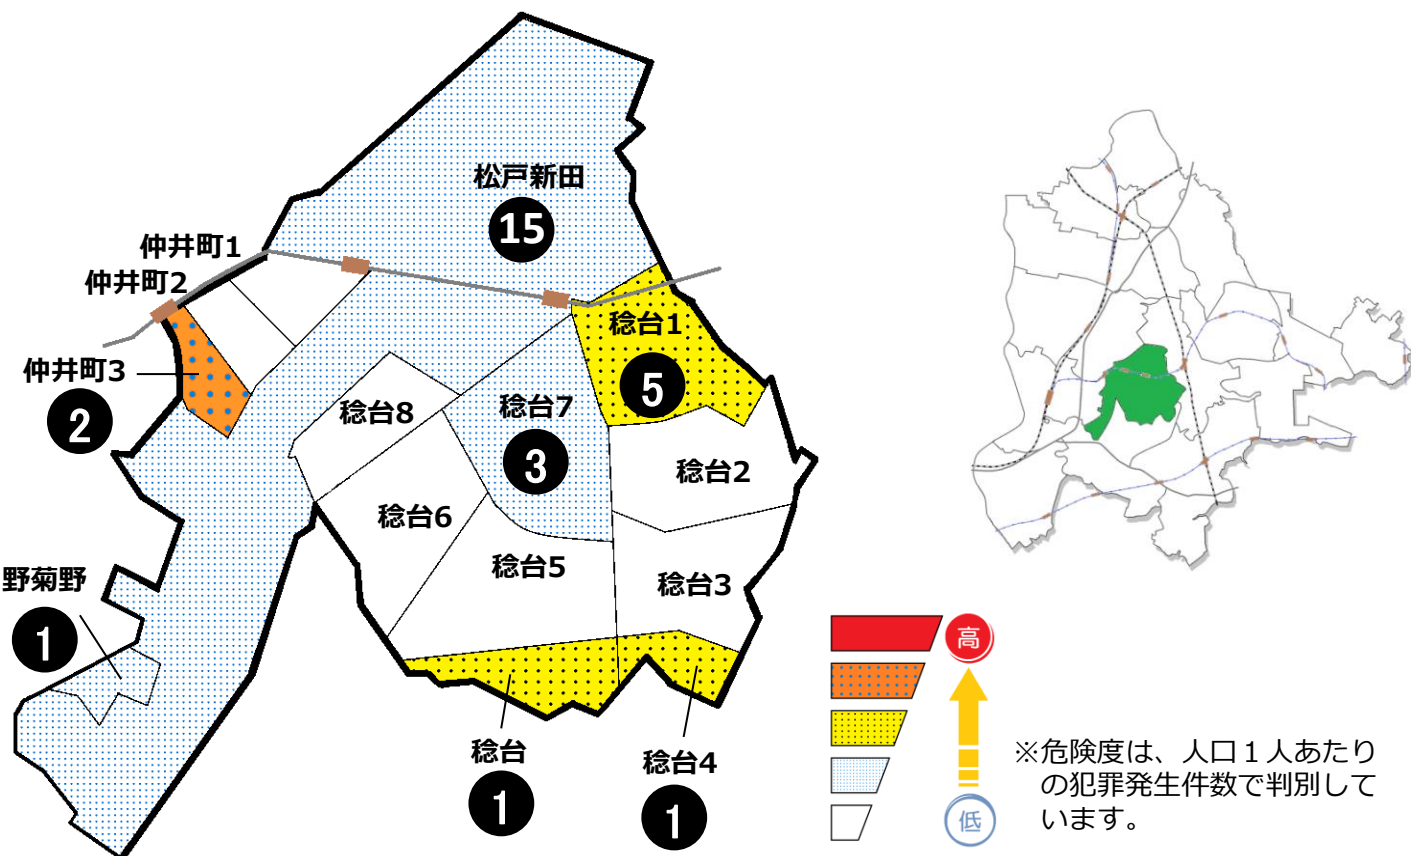 松戸新田
15
仲井町1
仲井町2
仲井町3
2
稔台1
5
稔台8
稔台7
3
稔台2
稔台6
稔台5
稔台3
野菊野
1
稔台
1
稔台4
1
高
低
※危険度は、人口１人あたり
の犯罪発生件数で判別して
います。